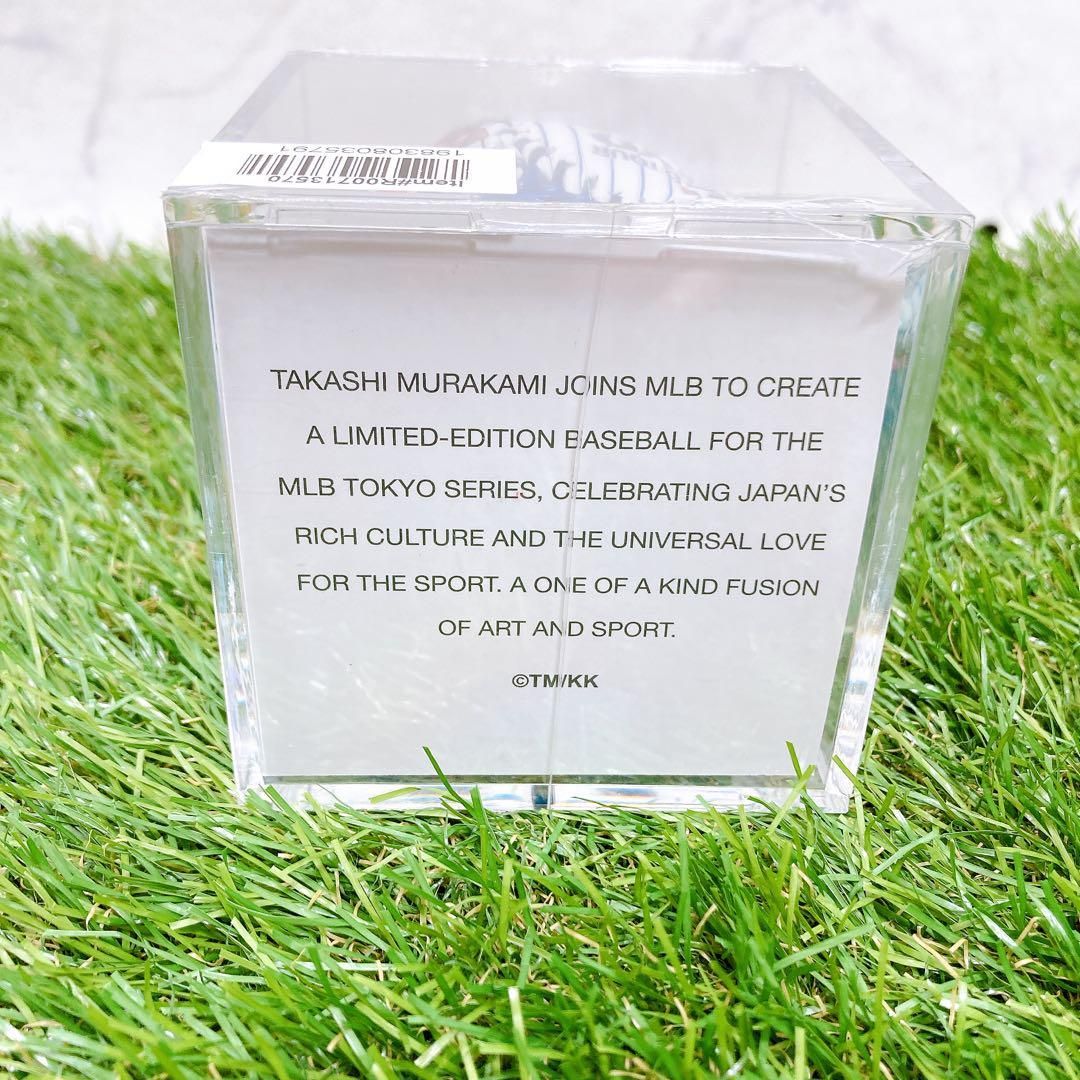 Item#R00713570
198308035791
TAKASHI MURAKAMI JOINS MLB TO CREATE
A LIMITED-EDITION BASEBALL FOR THE
MLB TOKYO SERIES, CELEBRATING JAPAN'S
RICH CULTURE AND THE UNIVERSAL LOVE
FOR THE SPORT. A ONE OF A KIND FUSION
OF ART AND SPORT.
©TM/KK